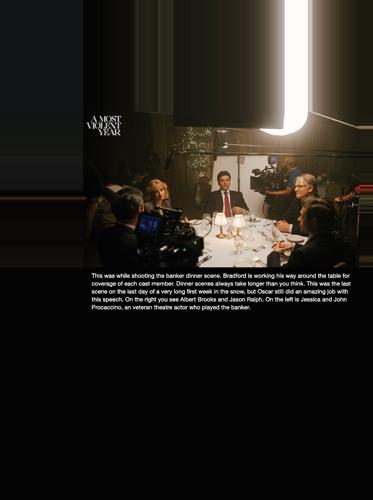 A MOST
VIOLENT
YEAR
This was while shooting the banker dinner scene. Bradford is working his way around the table for
coverage of each cast member. Dinner scenes always take longer than you think. This was the last
scene on the last day of a very long first week in the snow, but Oscar still did an amazing job with
this speech. On the right you see Albert Brooks and Jason Ralph. On the left is Jessica and John
Procaccino, an veteran theatre actor who played the banker.